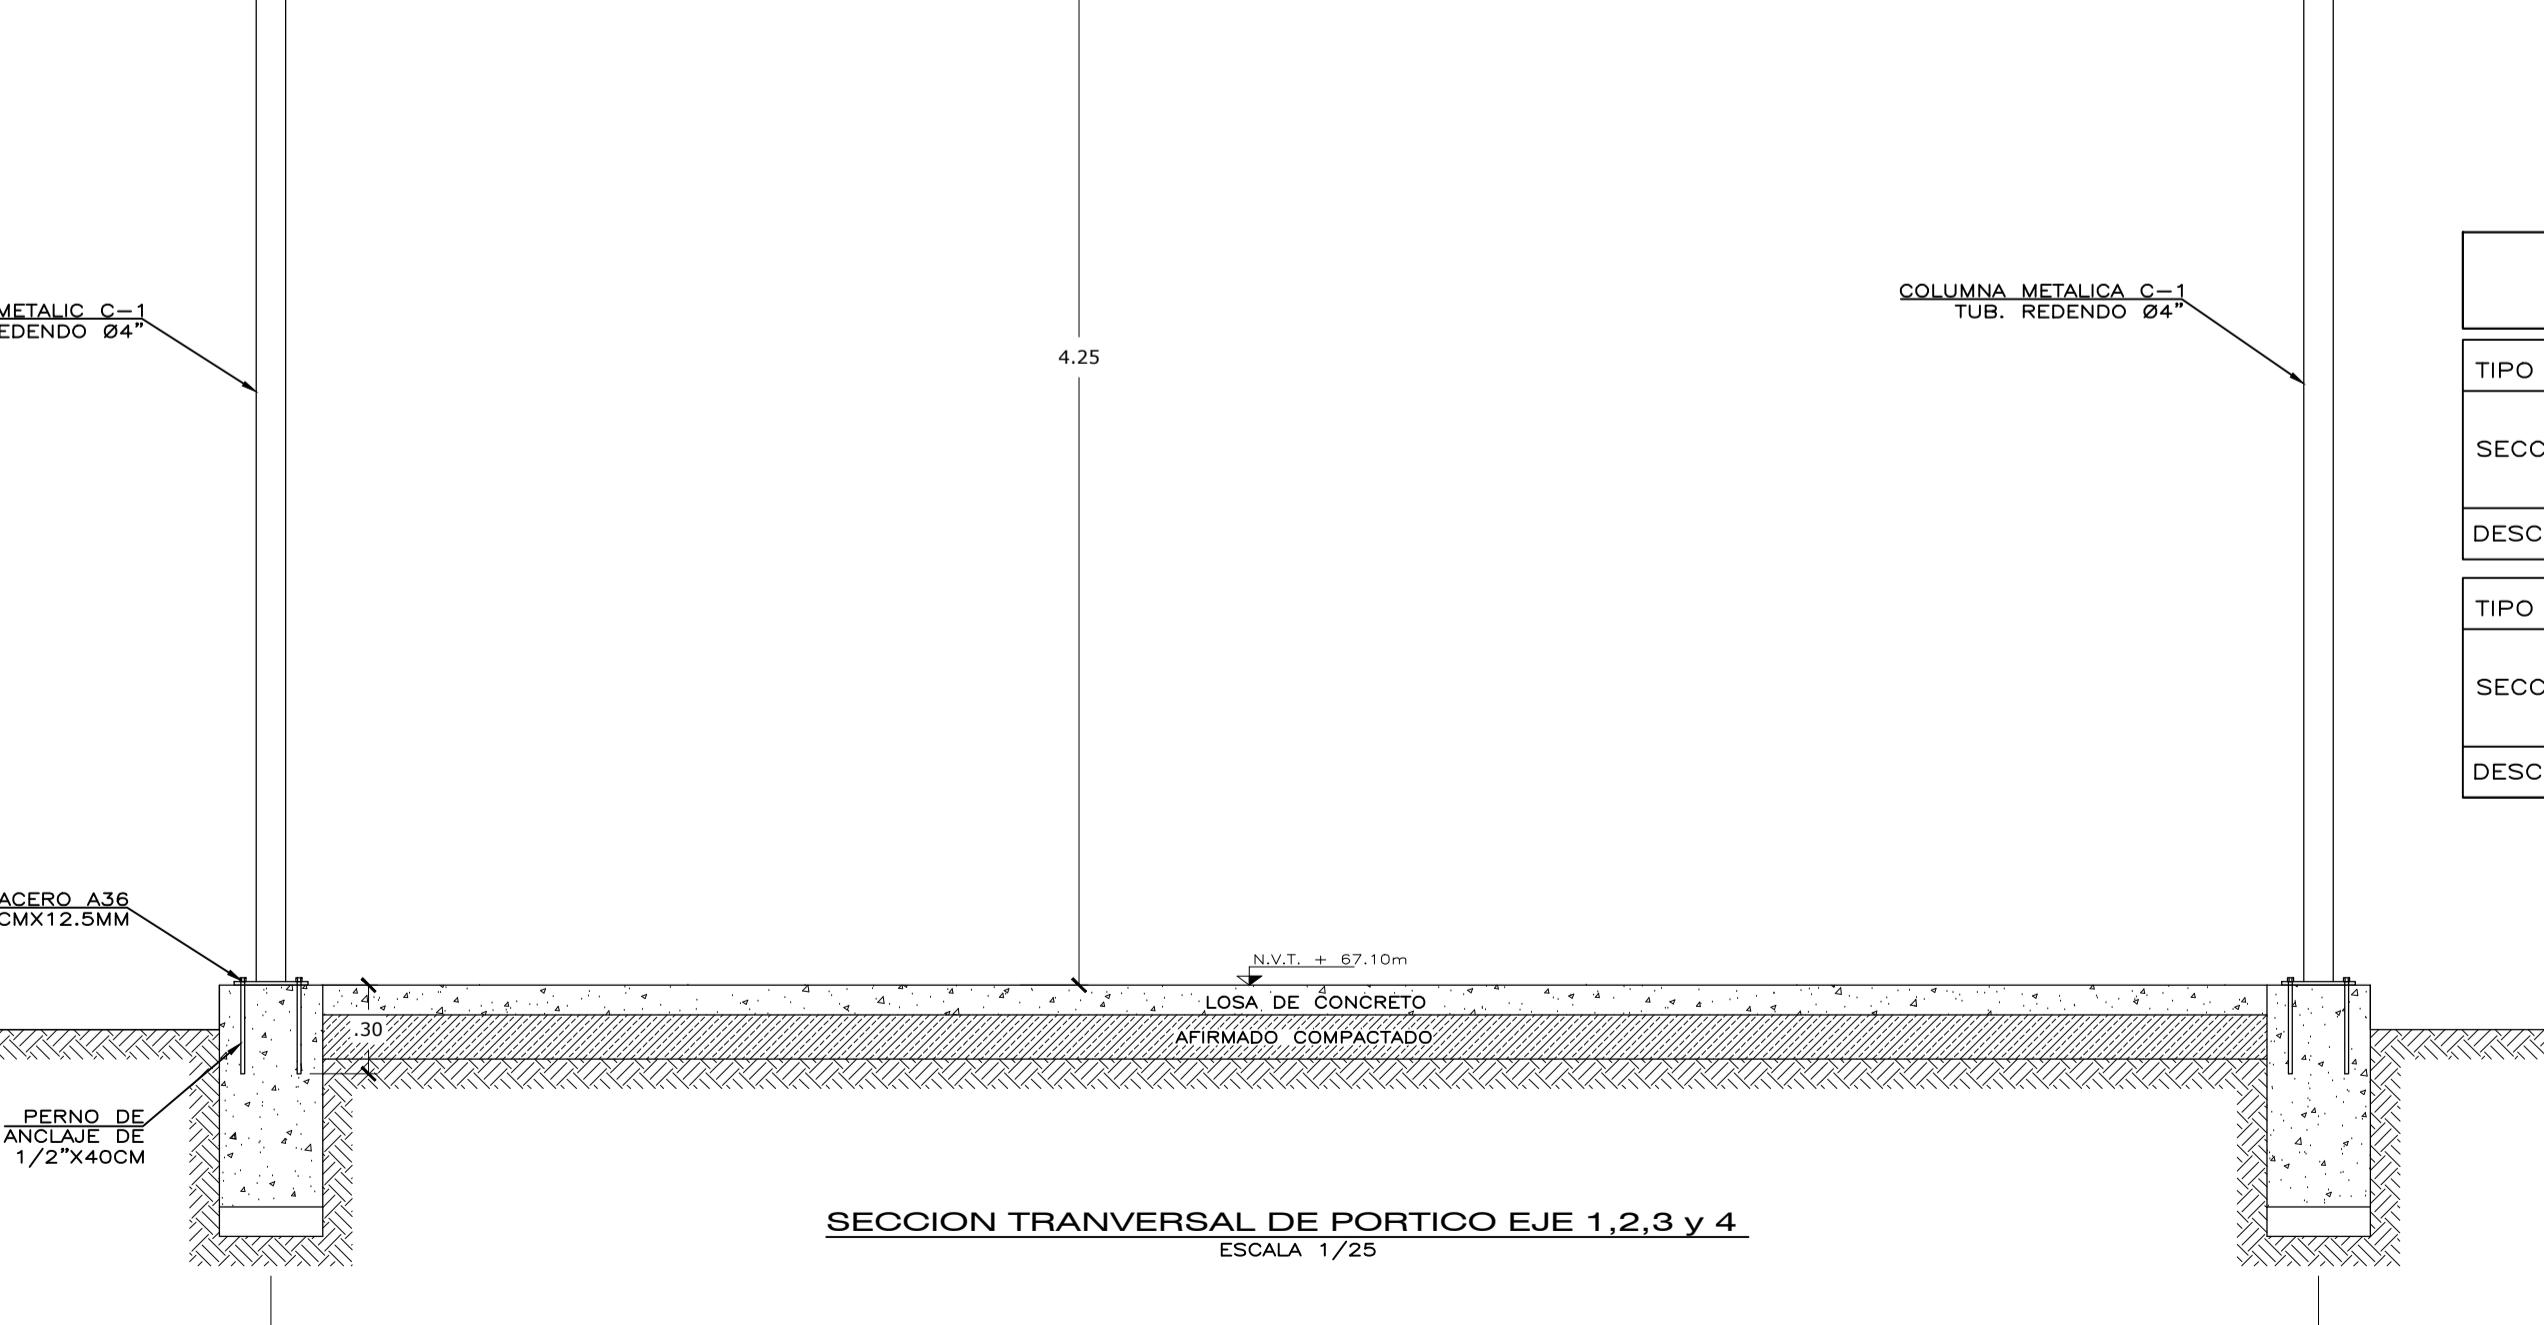 METALIC C-1
EDENDO Ø4"
4.25
COLUMNA METALICA C-1
TUB. REDENDO Ø4"
TIPO
SECC
DESC
TIPO
SECC
DESC
ACERO A36
CMX12.5MM
N.V.T. + 67.10m
LOSA DE CONCRETO
.30
AFIRMADO COMPACTADO
PERNO DE
ANCLAJE DE
1/2"X40CM
SECCION TRANVERSAL DE PORTICO EJE 1,2,3 y 4
ESCALA 1/25